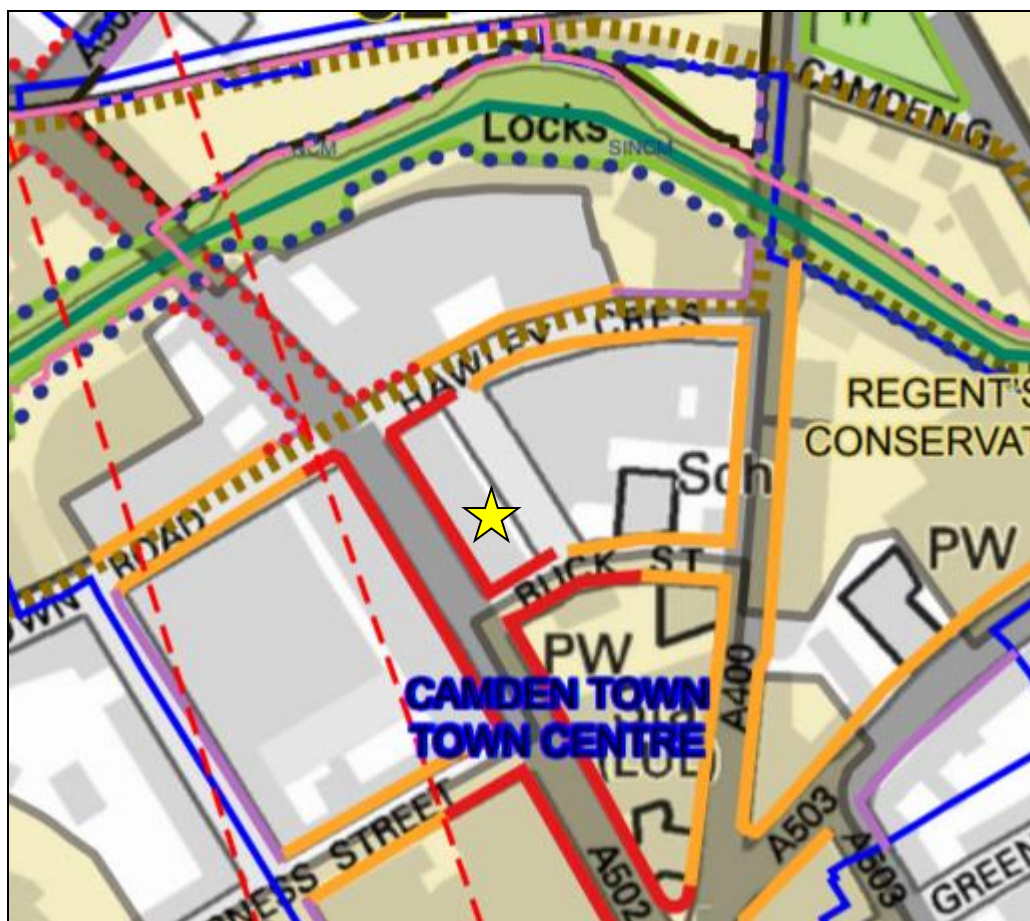 CAMDEN G
LOCKS
SINCM
HAWLEY CRES
REGENT'S
CONSERVAT
Sch
ROAD
PW
BUCK ST
PW
CAMDEN TOWN
TOWN CENTRE
A400
A503
A503
A502
STREET
GREEN